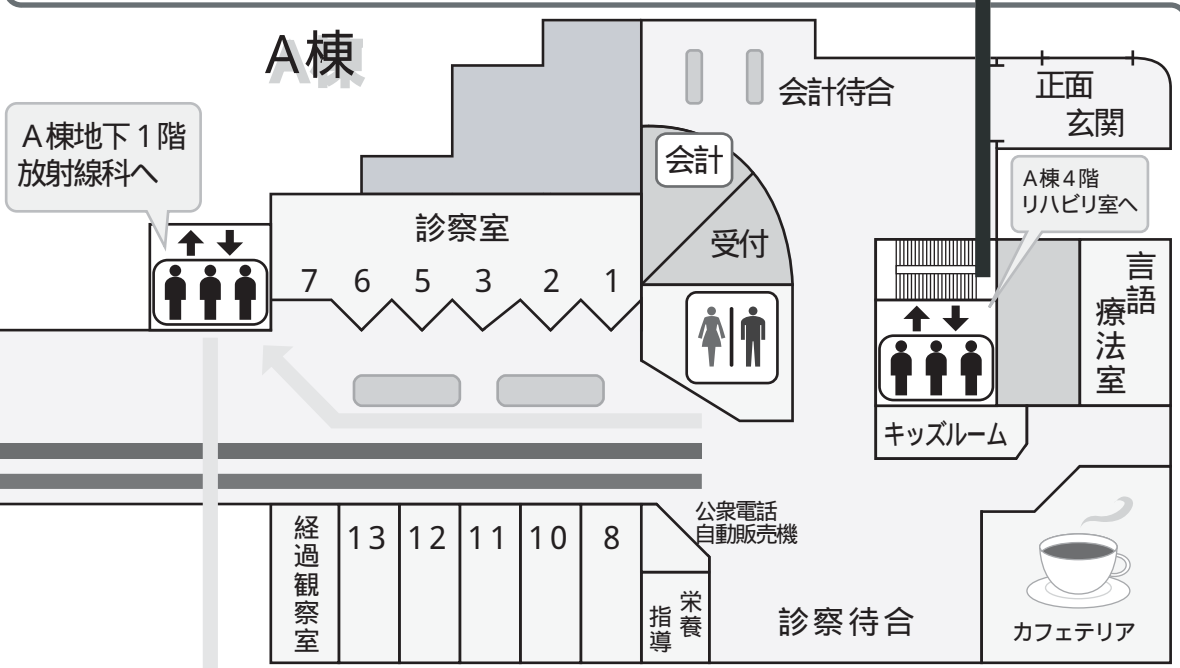 A棟
会計待合
正面
玄関
A棟地下1階
放射線科へ
会計
A棟4階
リハビリ室へ
診察室
受付
7 6 5 3 2 1
言語
療法室
キッズルーム
公衆電話
自動販売機
経過観察室
13 12 11 10 8
栄養
指導
診察待合
カフェテリア